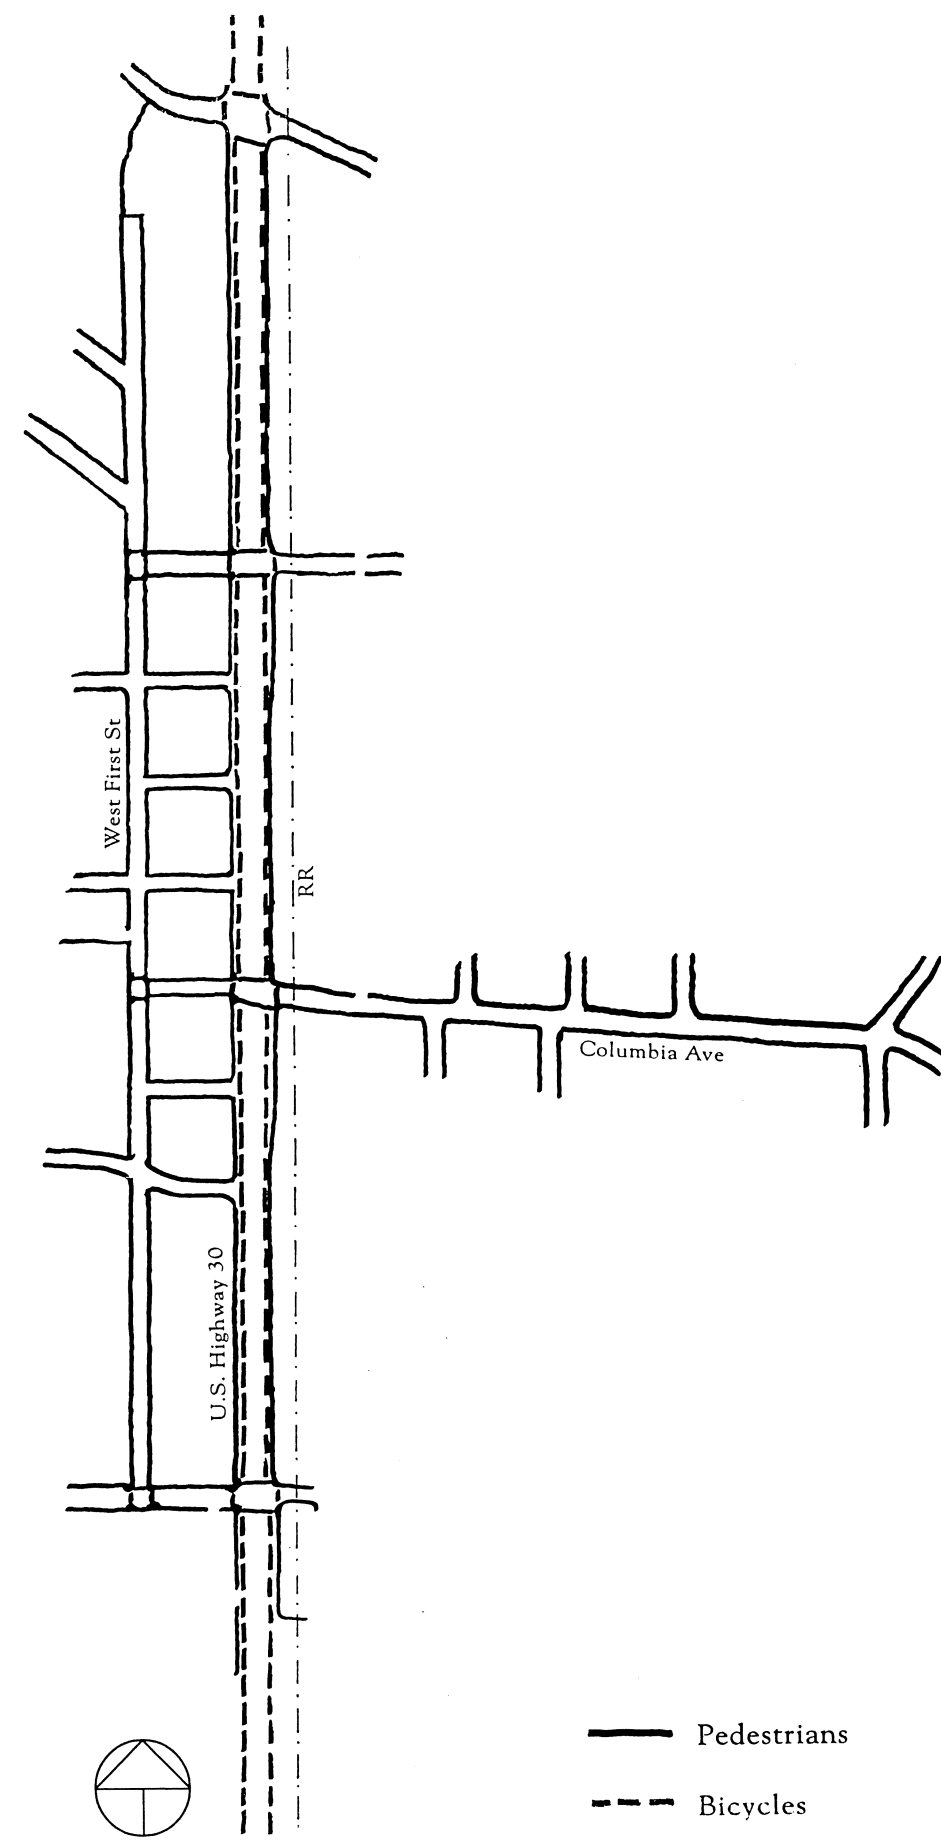 West First St
RR
Columbia Ave
U.S. Highway 30
Pedestrians
Bicycles